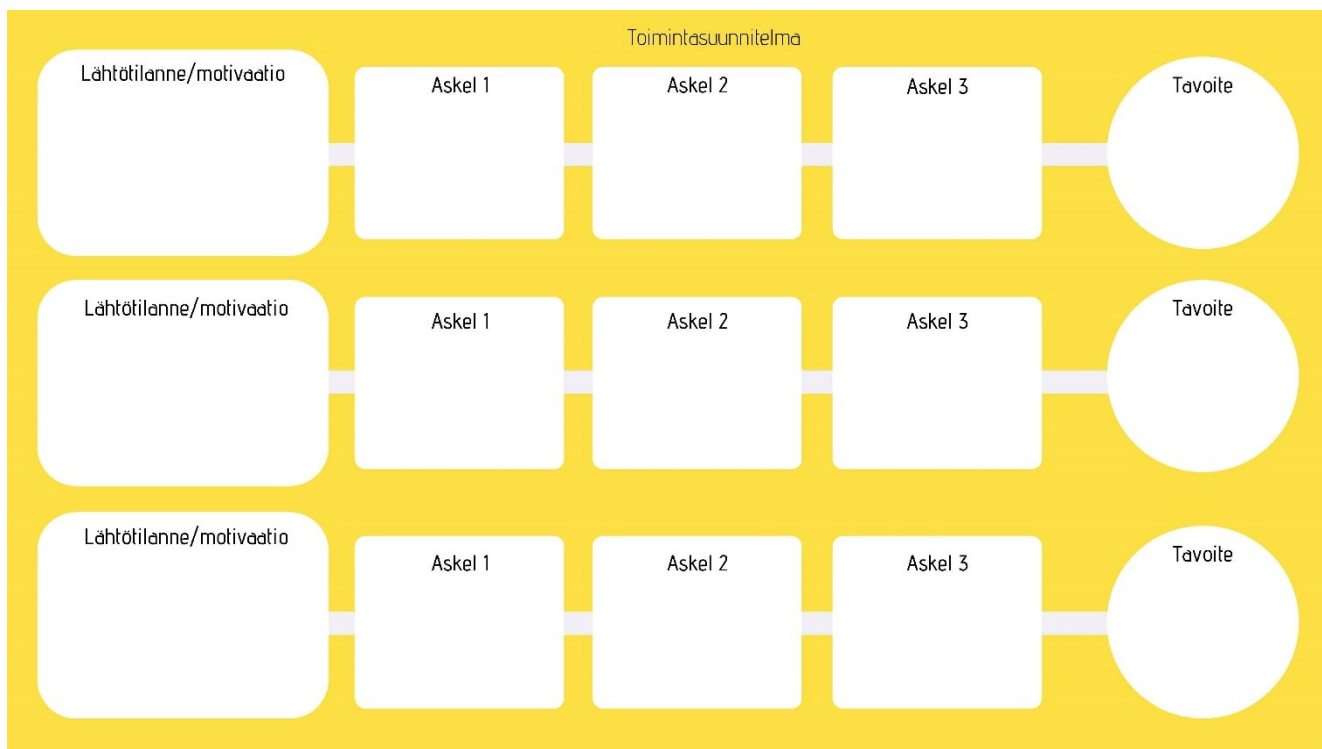 Toimintasuunnitelma
Lähtötilanne/motivaatio
Askel 1
Askel 2
Askel 3
Tavoite
Lähtötilanne/motivaatio
Askel 1
Askel 2
Askel 3
Tavoite
Lähtötilanne/motivaatio
Askel 1
Askel 2
Askel 3
Tavoite